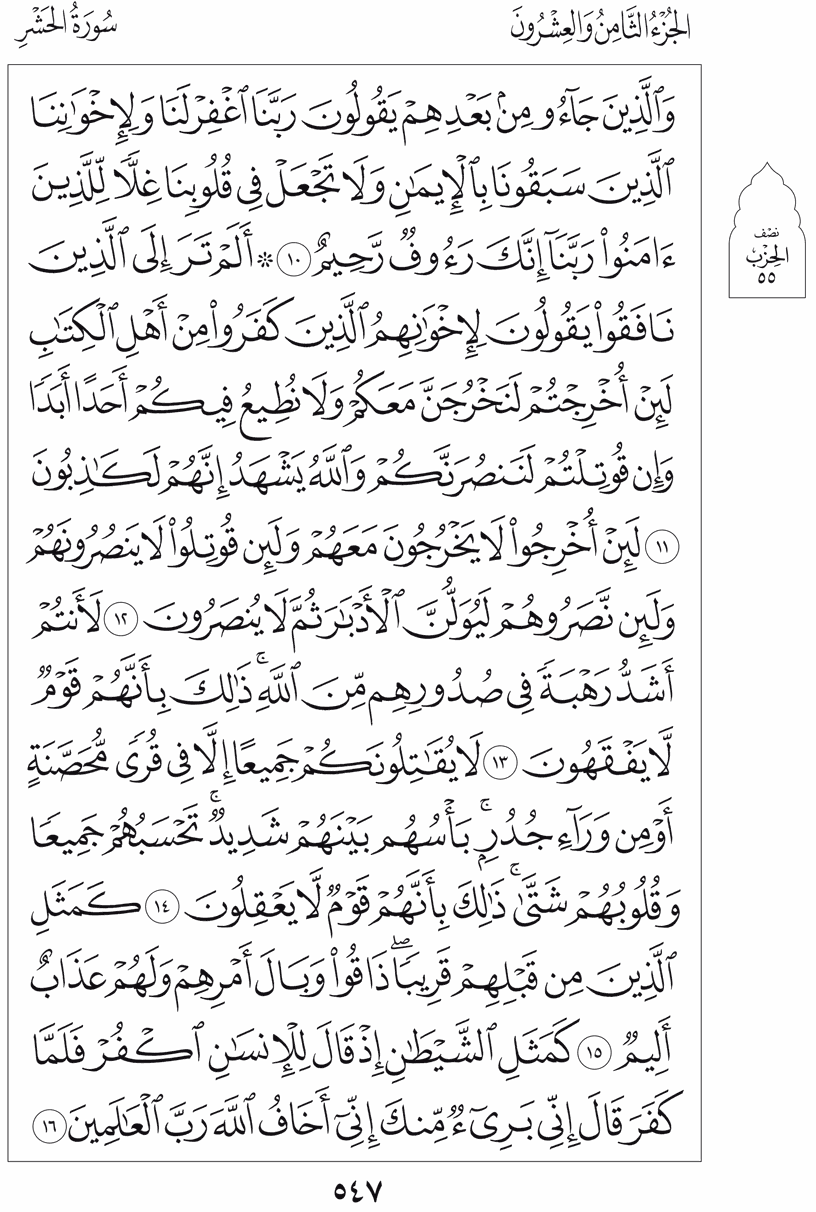 الجُزْءُ الثَّامِنُ وَالعِشْرُونَ
سُورَةُ الحَشْرِ
وَٱلَّذِينَ جَآءُو مِنۢ بَعْدِهِمْ يَقُولُونَ رَبَّنَا ٱغْفِرْ لَنَا وَلِإِخْوَٰنِنَا
ٱلَّذِينَ سَبَقُونَا بِٱلْإِيمَٰنِ وَلَا تَجْعَلْ فِى قُلُوبِنَا غِلًّا لِّلَّذِينَ
ءَامَنُوا۟ رَبَّنَآ إِنَّكَ رَءُوفٌ رَّحِيمٌ ١٠ ۞ أَلَمْ تَرَ إِلَى ٱلَّذِينَ
نَافَقُوا۟ يَقُولُونَ لِإِخْوَٰنِهِمُ ٱلَّذِينَ كَفَرُوا۟ مِنْ أَهْلِ ٱلْكِتَٰبِ
لَئِنْ أُخْرِجْتُمْ لَنَخْرُجَنَّ مَعَكُمْ وَلَا نُطِيعُ فِيكُمْ أَحَدًا أَبَدًا
وَإِن قُوتِلْتُمْ لَنَنصُرَنَّكُمْ وَٱللَّهُ يَشْهَدُ إِنَّهُمْ لَكَٰذِبُونَ
١١ لَئِنْ أُخْرِجُوا۟ لَا يَخْرُجُونَ مَعَهُمْ وَلَئِن قُوتِلُوا۟ لَا يَنصُرُونَهُمْ
وَلَئِن نَّصَرُوهُمْ لَيُوَلُّنَّ ٱلْأَدْبَٰرَ ثُمَّ لَا يُنصَرُونَ ١٢ لَأَنتُمْ
أَشَدُّ رَهْبَةً فِى صُدُورِهِم مِّنَ ٱللَّهِ ۚ ذَٰلِكَ بِأَنَّهُمْ قَوْمٌ
لَّا يَفْقَهُونَ ١٣ لَا يُقَٰتِلُونَكُمْ جَمِيعًا إِلَّا فِى قُرًى مُّحَصَّنَةٍ
أَوْ مِن وَرَآءِ جُدُرٍۭ ۚ بَأْسُهُم بَيْنَهُمْ شَدِيدٌ ۚ تَحْسَبُهُمْ جَمِيعًا
وَقُلُوبُهُمْ شَتَّىٰ ۚ ذَٰلِكَ بِأَنَّهُمْ قَوْمٌ لَّا يَعْقِلُونَ ١٤ كَمَثَلِ
ٱلَّذِينَ مِن قَبْلِهِمْ قَرِيبًا ۖ ذَاقُوا۟ وَبَالَ أَمْرِهِمْ وَلَهُمْ عَذَابٌ
أَلِيمٌ ١٥ كَمَثَلِ ٱلشَّيْطَٰنِ إِذْ قَالَ لِلْإِنسَٰنِ ٱكْفُرْ فَلَمَّا
كَفَرَ قَالَ إِنِّى بَرِىٓءٌ مِّنكَ إِنِّىٓ أَخَافُ ٱللَّهَ رَبَّ ٱلْعَٰلَمِينَ ١٦
نصْف
الحِزْبُ
٥٥
٥٤٧